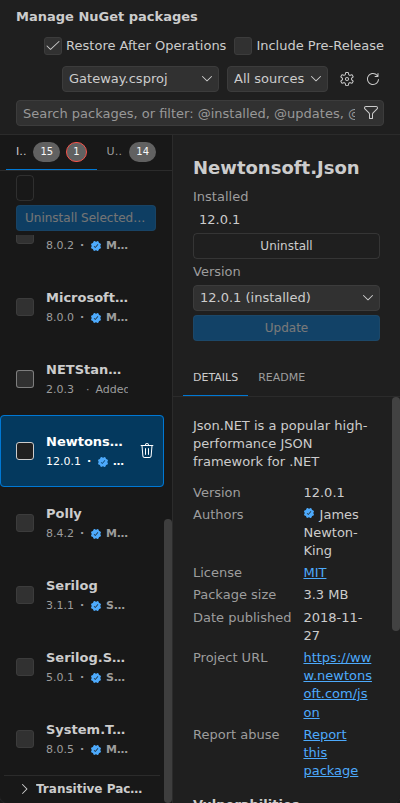 Manage NuGet packages
Restore After Operations
Include Pre-Release
Gateway.csproj
All sources
Search packages, or filter: @installed, @updates, @
I.. 15 1 U.. 14
Uninstall Selected...
8.0.2 · M...
Microsoft...
8.0.0 · M...
NETStan...
2.0.3 · Added
Newtons...
12.0.1 · ...
Polly
8.4.2 · M...
Serilog
3.1.1 · S...
Serilog.S...
5.0.1 · S...
System.T...
8.0.5 · M...
Transitive Pac...
Newtonsoft.Json
Installed
12.0.1
Uninstall
Version
12.0.1 (installed)
Update
DETAILS README
Json.NET is a popular high-
performance JSON
framework for .NET
Version 12.0.1
Authors James
Newton-
King
License MIT
Package size 3.3 MB
Date published 2018-11-
27
Project URL https://ww
w.newtons
oft.com/js
on
Report abuse Report
this
package
Vulnerabilities